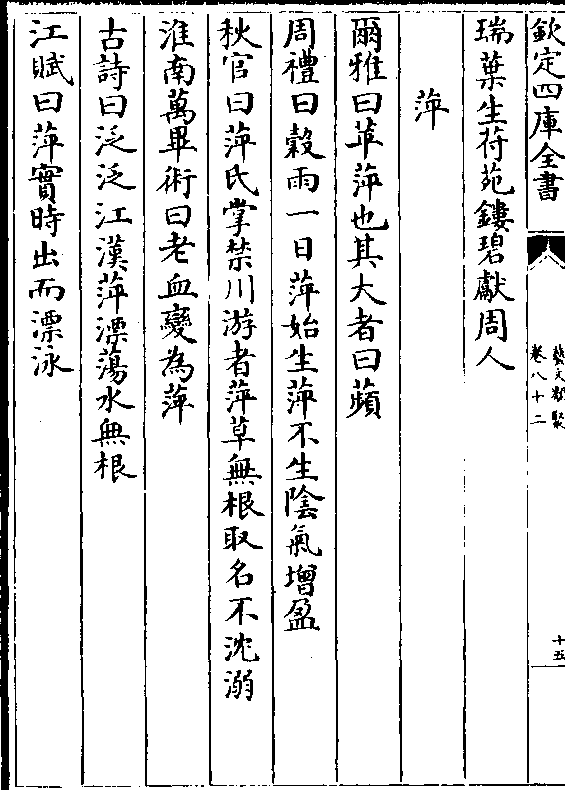 欽定四庫全書
藝文類聚
卷八十二
十五
瑞葉生苻苑鏤碧獻周人
萍
爾雅曰苹萍也其大者曰蘋
周禮曰榖雨一日萍始生萍不生陰氣增盈
秋官曰萍氏掌禁川游者萍草無根取名不沈溺
淮南萬畢術曰老血變為萍
古詩曰泛泛江漢萍漂蕩水無根
江賦曰萍實時出而漂泳